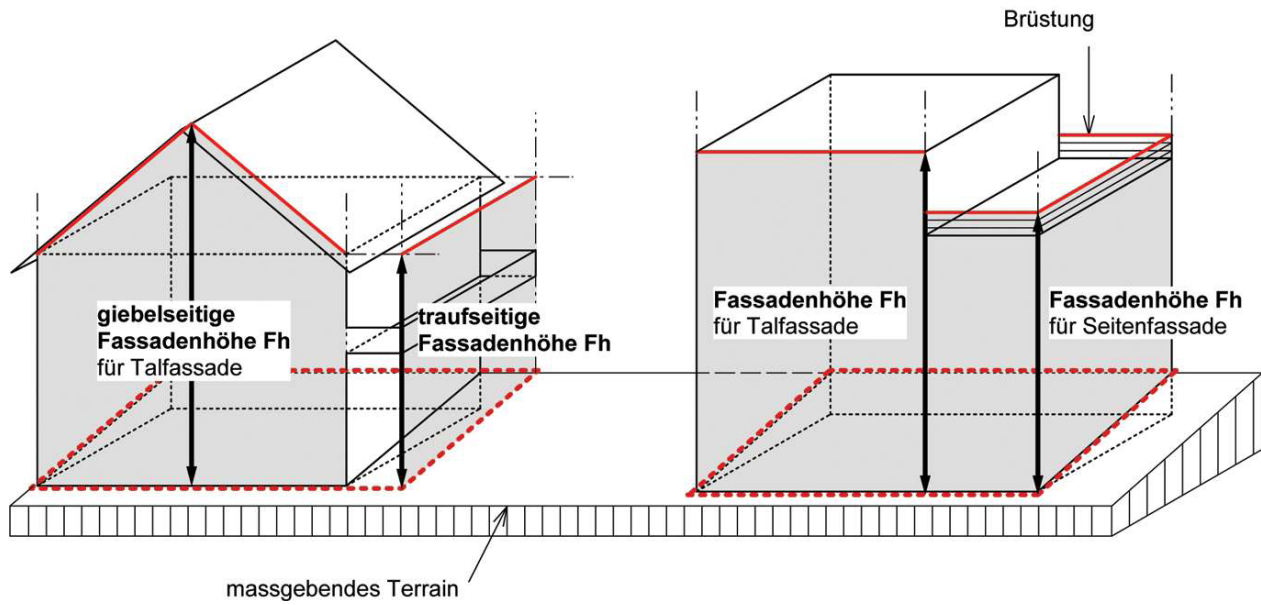 Brüstung
giebelseitige
Fassadenhöhe Fh
für Talfassade
traufseitige
Fassadenhöhe Fh
Fassadenhöhe Fh
für Talfassade
Fassadenhöhe Fh
für Seitenfassade
massgebendes Terrain